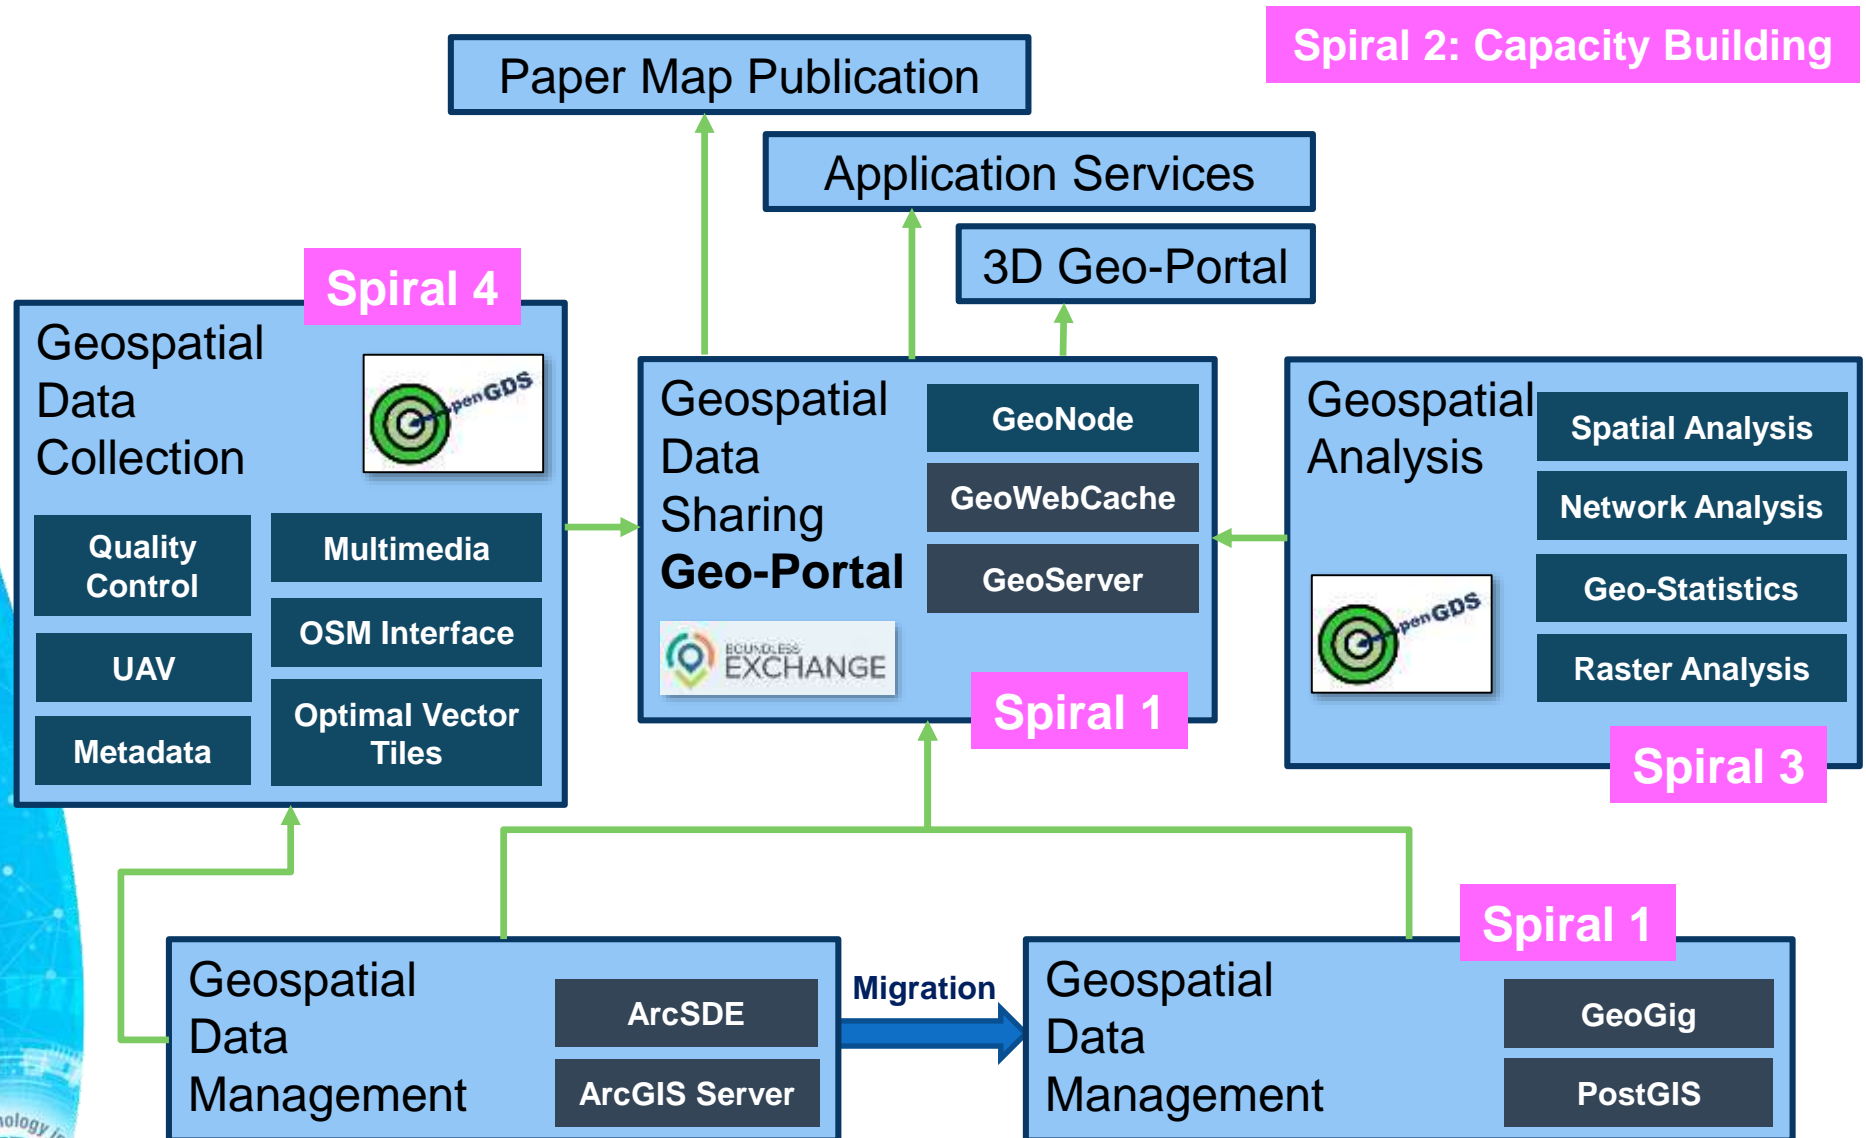 Spiral 2: Capacity Building
Paper Map Publication
Application Services
3D Geo-Portal
Spiral 4
Geospatial
Data
Collection
penGDS
Quality
Control
UAV
Metadata
Multimedia
OSM Interface
Optimal Vector
Tiles
Geospatial
Data
Sharing
Geo-Portal
GeoNode
GeoWebCache
GeoServer
BOUNDLESS
EXCHANGE
Spiral 1
Geospatial
Analysis
Spatial Analysis
Network Analysis
Geo-Statistics
Raster Analysis
penGDS
Spiral 3
Geospatial
Data
Management
ArcSDE
ArcGIS Server
Migration
Spiral 1
Geospatial
Data
Management
GeoGig
PostGIS